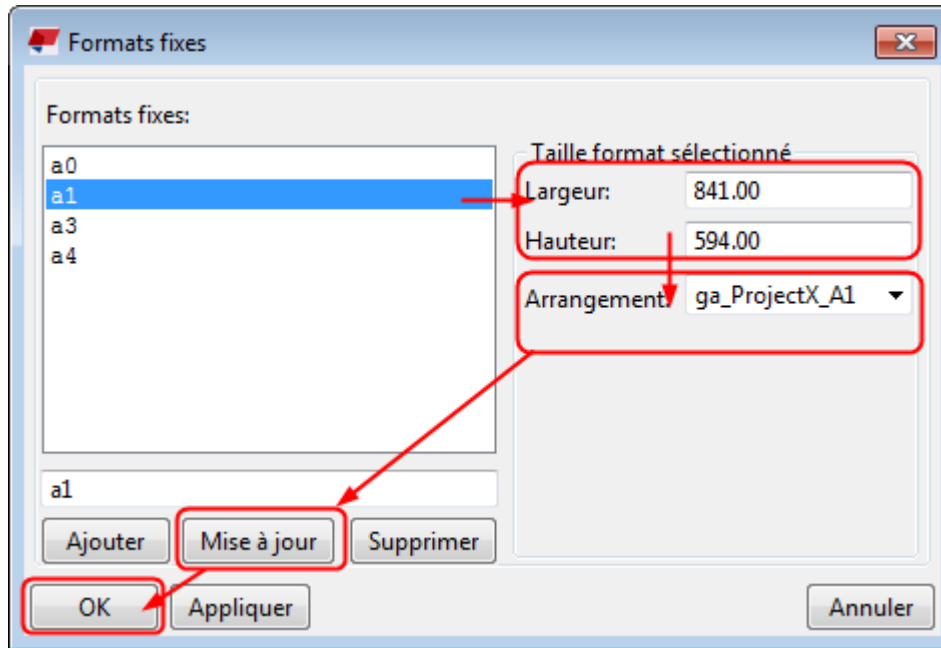 Formats fixes
Formats fixes:
a0
a1
a3
a4
a1
Ajouter Mise à jour Supprimer
Taille format sélectionné
Largeur: 841.00
Hauteur: 594.00
Arrangement: ga_ProjectX_A1
OK Appliquer Annuler